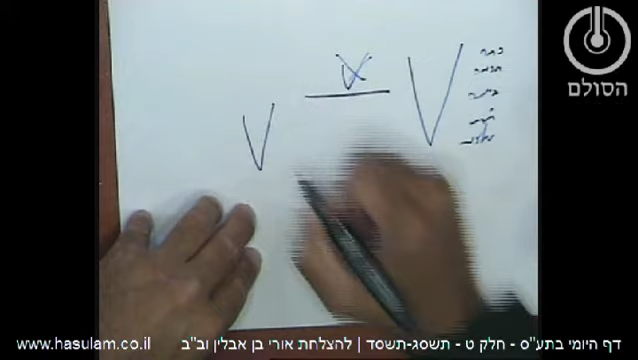 הסולם
כתר
חכמה
בינה
דף היומי בתע"ס - חלק ט - תשסג-תשסד | להצלחת אורי בן אבלין וב"ב
www.hasulam.co.il